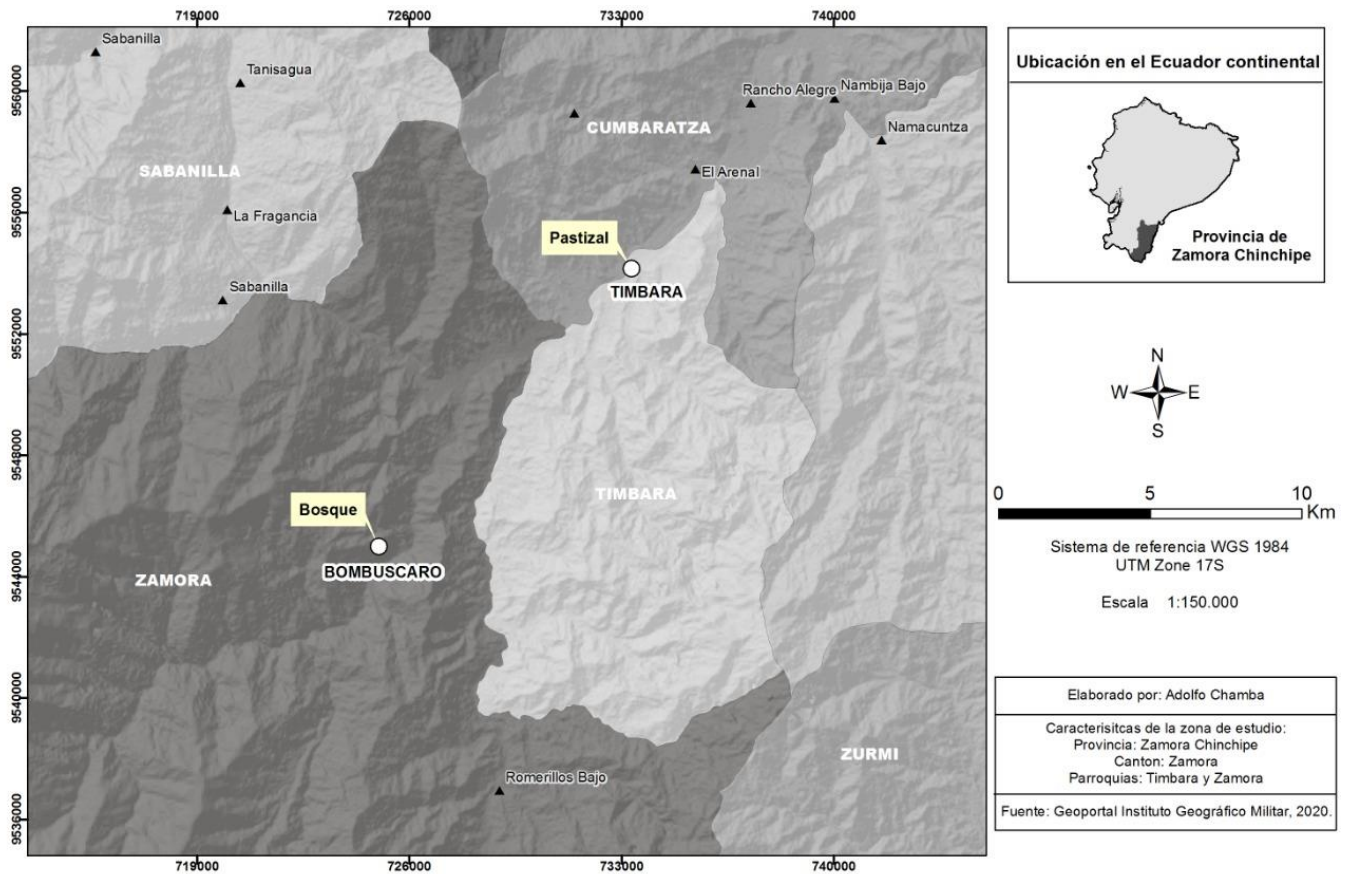 719000
726000
733000
740000
Sabanilla
Tanisagua
9560000
Rancho Alegre
Nambija Bajo
CUMBARATZA
Namacuntza
SABANILLA
El Arenal
La Fragancia
9556000
Pastizal
Sabanilla
TIMBARA
9552000
9548000
TIMBARA
Bosque
BOMBUSCARO
ZAMORA
9544000
9540000
ZURMI
Romerillos Bajo
9536000
719000
726000
733000
740000
Ubicación en el Ecuador continental
Provincia de
Zamora Chinchipe
N
W
E
S
0
5
10
Km
Sistema de referencia WGS 1984
UTM Zone 17S
Escala 1:150.000
Elaborado por: Adolfo Chamba
Caracterisitcas de la zona de estudio:
Provincia: Zamora Chinchipe
Canton: Zamora
Parroquias: Timbara y Zamora
Fuente: Geoportal Instituto Geográfico Militar, 2020.